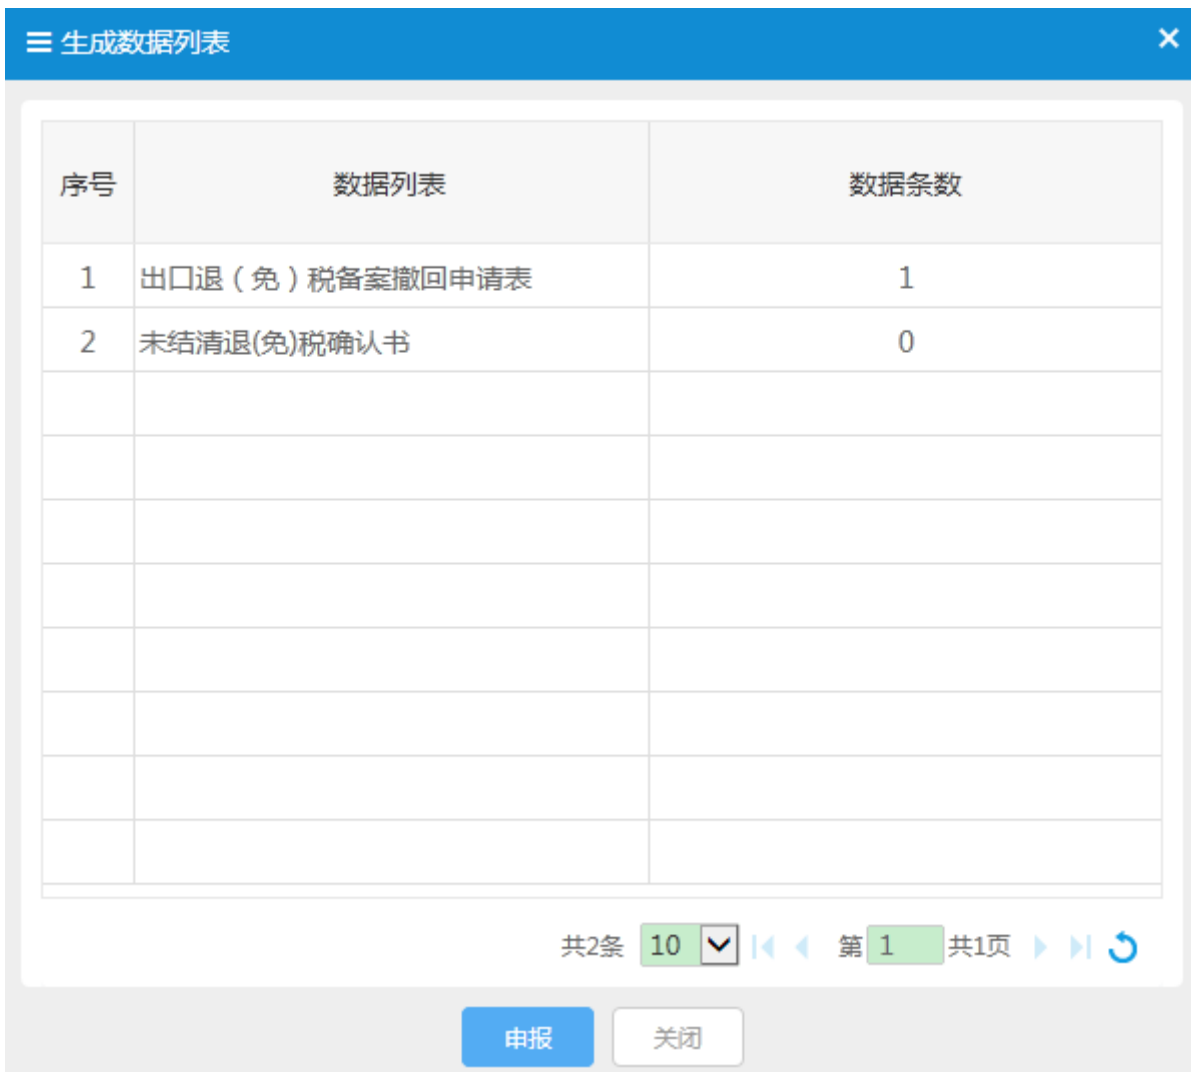 生成数据列表
序号 数据列表 数据条数
1 出口退（免）税备案撤回申请表 1
2 未结清退(免)税确认书 0
共2条 10 第 1 共1页
申报 关闭